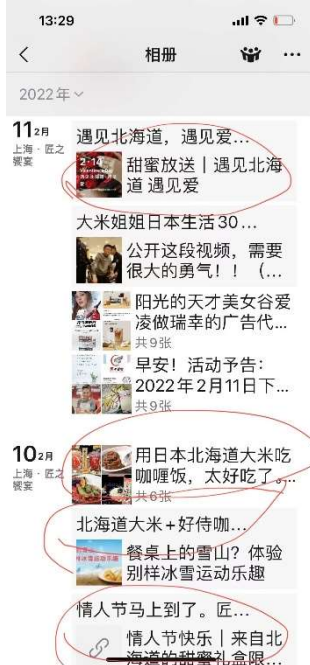 13:29
相册
2022年
11 2月
上海·匠之
饗宴
遇见北海道，遇见爱...
2·14
甜蜜放送｜遇见北海
道 遇见爱
大米姐姐日本生活30...
公开这段视频，需要
很大的勇气！！（...
阳光的天才美女谷爱
凌做瑞幸的广告代...
共9张
早安！活动予告：
2022年2月11日下...
共9张
10 2月
上海·匠之
饗宴
用日本北海道大米吃
咖喱饭，太好吃了。...
共6张
北海道大米+好侍咖...
餐桌上的雪山？体验
别样冰雪运动乐趣
情人节马上到了。匠...
情人节快乐｜来自北
海道的甜蜜礼盒限...